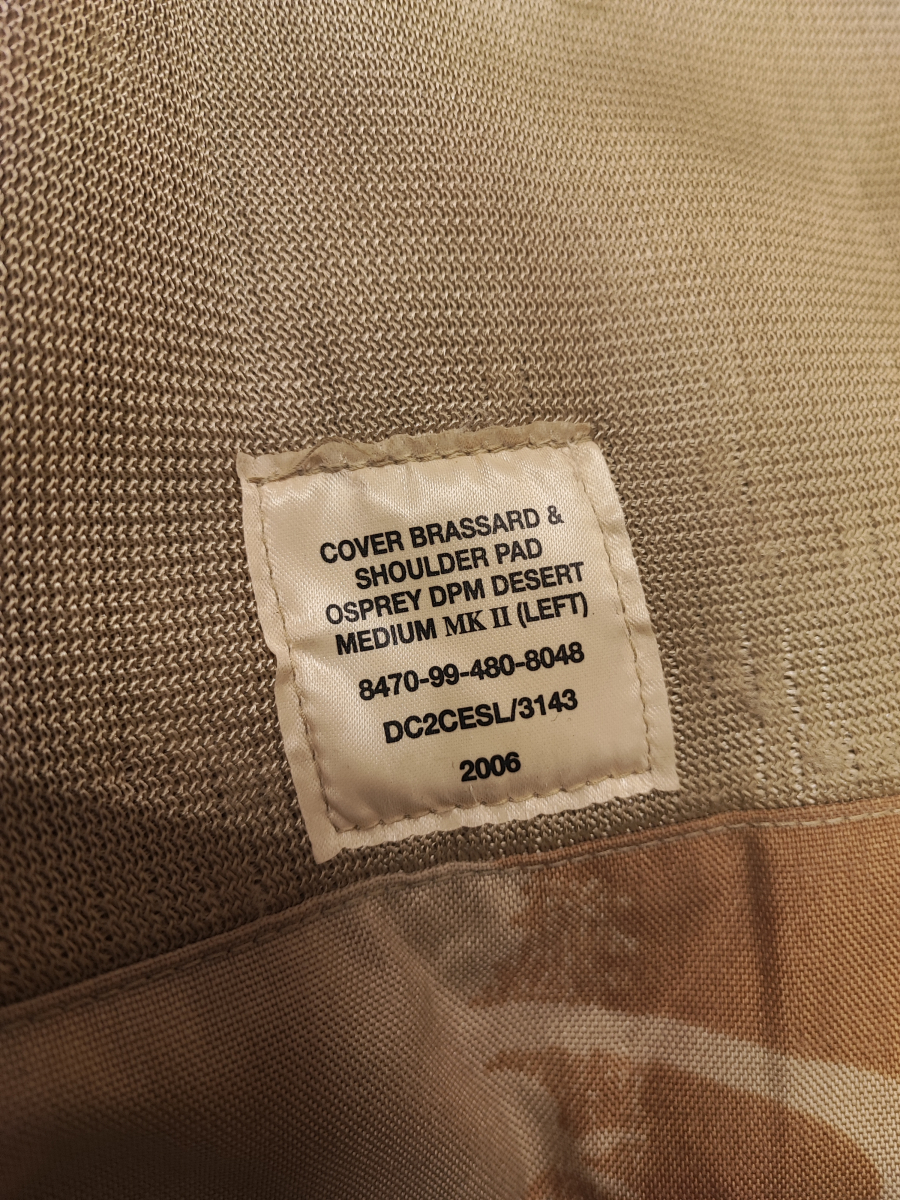 COVER BRASSARD &
SHOULDER PAD
OSPREY DPM DESERT
MEDIUM MK II (LEFT)
8470-99-480-8048
DC2CESL/3143
2006